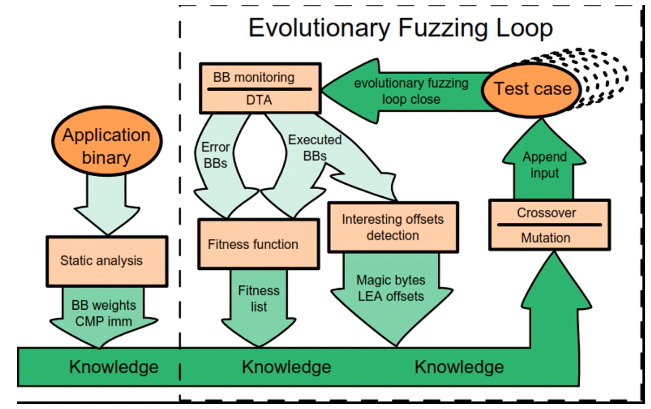 Evolutionary Fuzzing Loop
BB monitoring
DTA
evolutionary fuzzing
loop close
Test case
Application
binary
Error
BBs
Executed
BBs
Append
input
Static analysis
Fitness function
Interesting offsets
detection
Crossover
Mutation
BB weights
CMP imm
Fitness
list
Magic bytes
LEA offsets
Knowledge
Knowledge
Knowledge